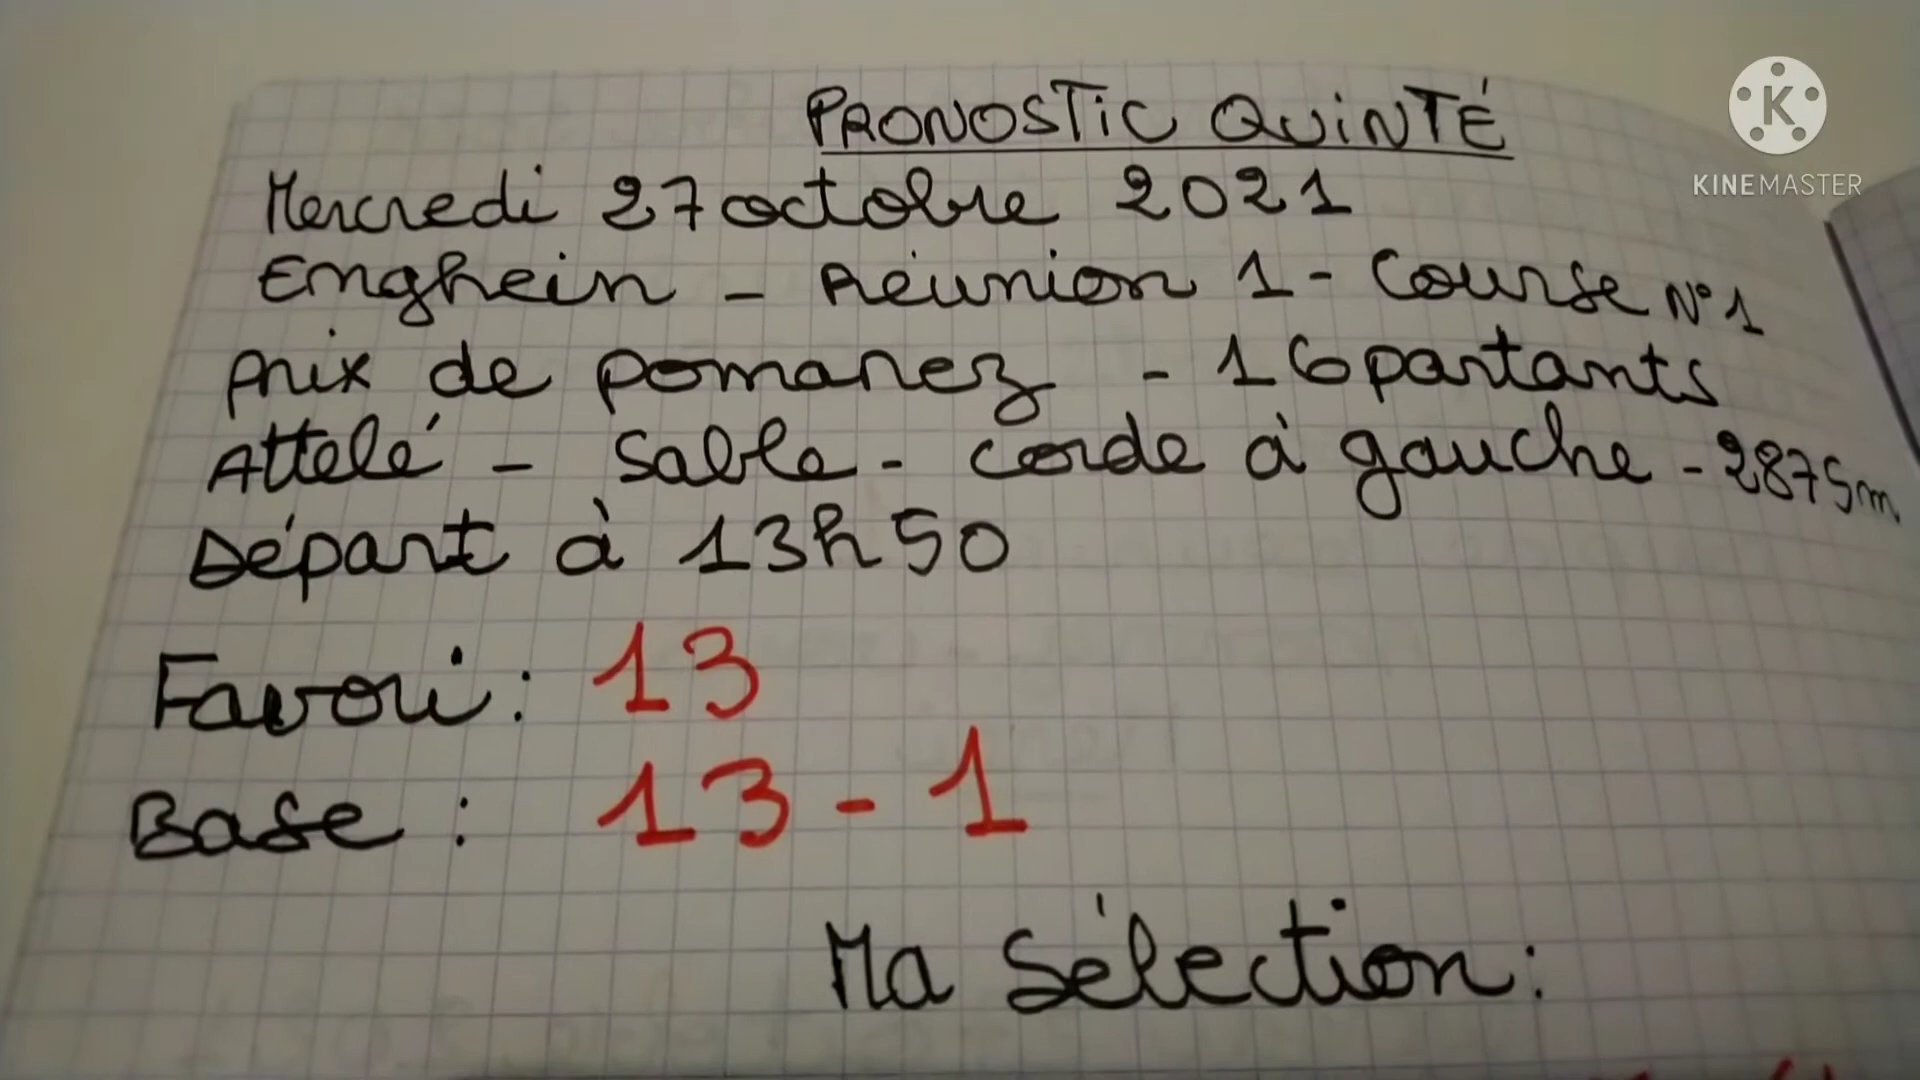 PRONOSTIC QUINTÉ
Mercredi 27 octobre 2021
Enghein - Réunion 1 - Course N°1
Prix de pomarez - 16 partants
Attelé - Sable - corde à gauche - 2875m
Départ à 13h50
Favori : 13
Base : 13 - 1
Ma Sélection :
KINEMASTER